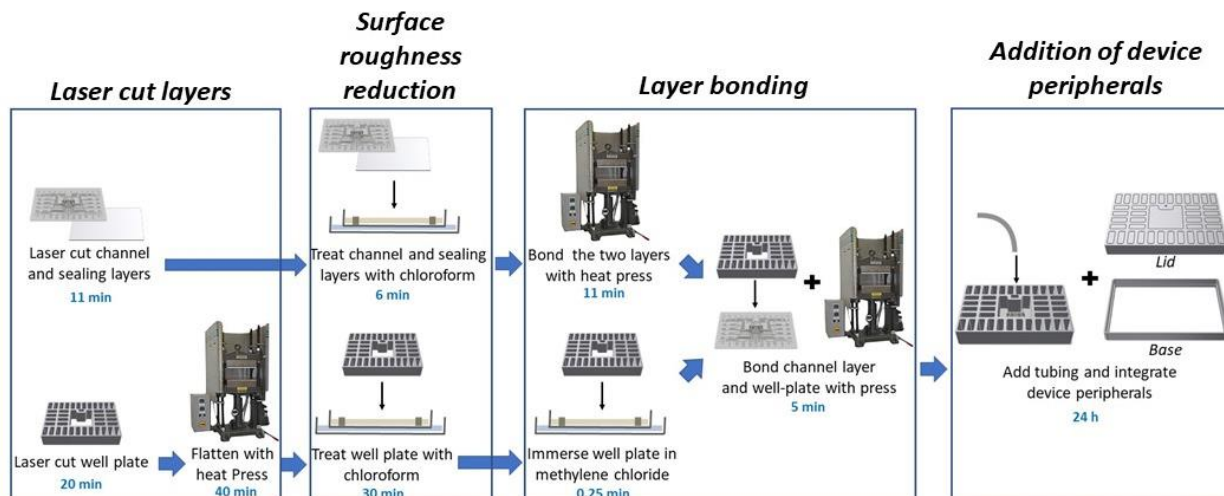 Laser cut layers
Surface
roughness
reduction
Layer bonding
Addition of device
peripherals
Laser cut channel
and sealing layers
11 min
Treat channel and sealing
layers with chloroform
6 min
Bond the two layers
with heat press
11 min
+
Bond channel layer
and well-plate with press
5 min
+
Lid
Base
Add tubing and integrate
device peripherals
24 h
Laser cut well plate
20 min
Flatten with
heat Press
40 min
Treat well plate with
chloroform
30 min
Immerse well plate in
methylene chloride
0.25 min